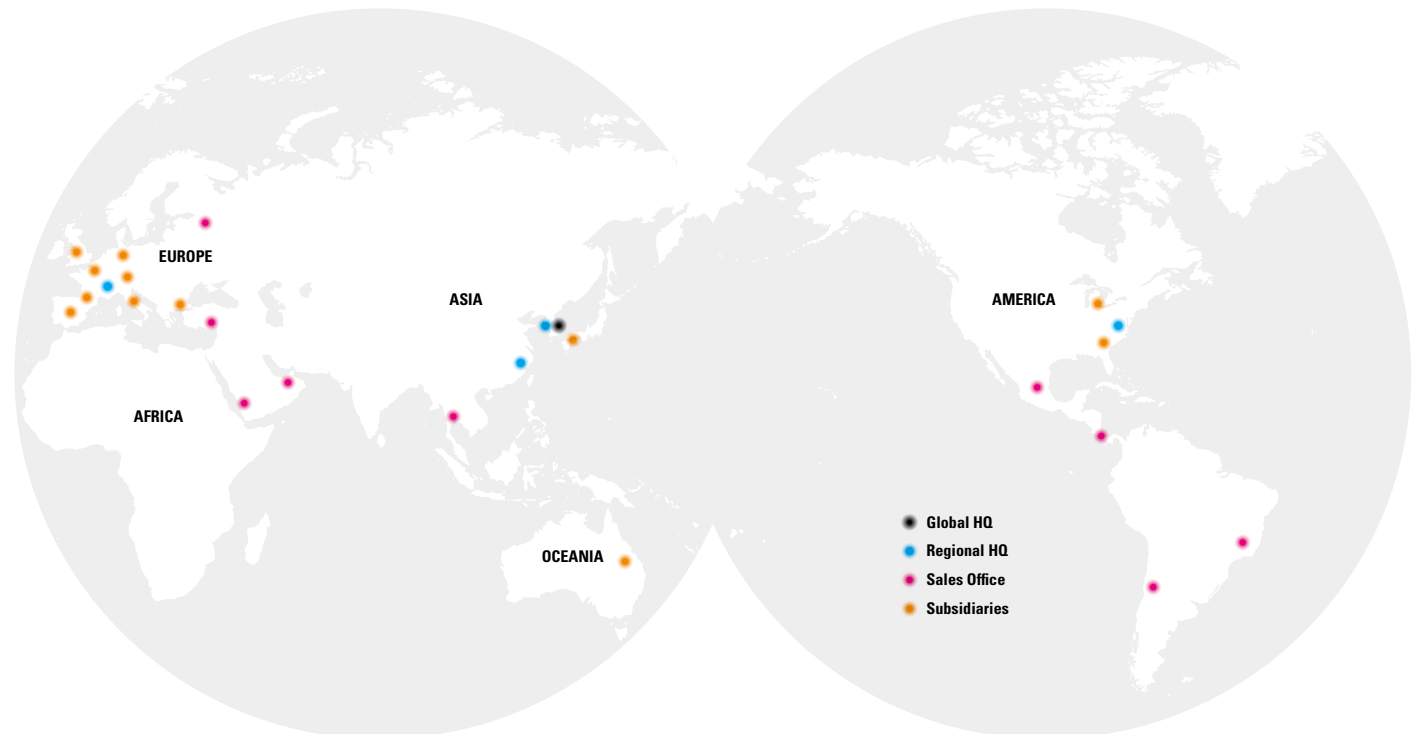 EUROPE
ASIA
AMERICA
AFRICA
OCEANIA
Global HQ
Regional HQ
Sales Office
Subsidiaries